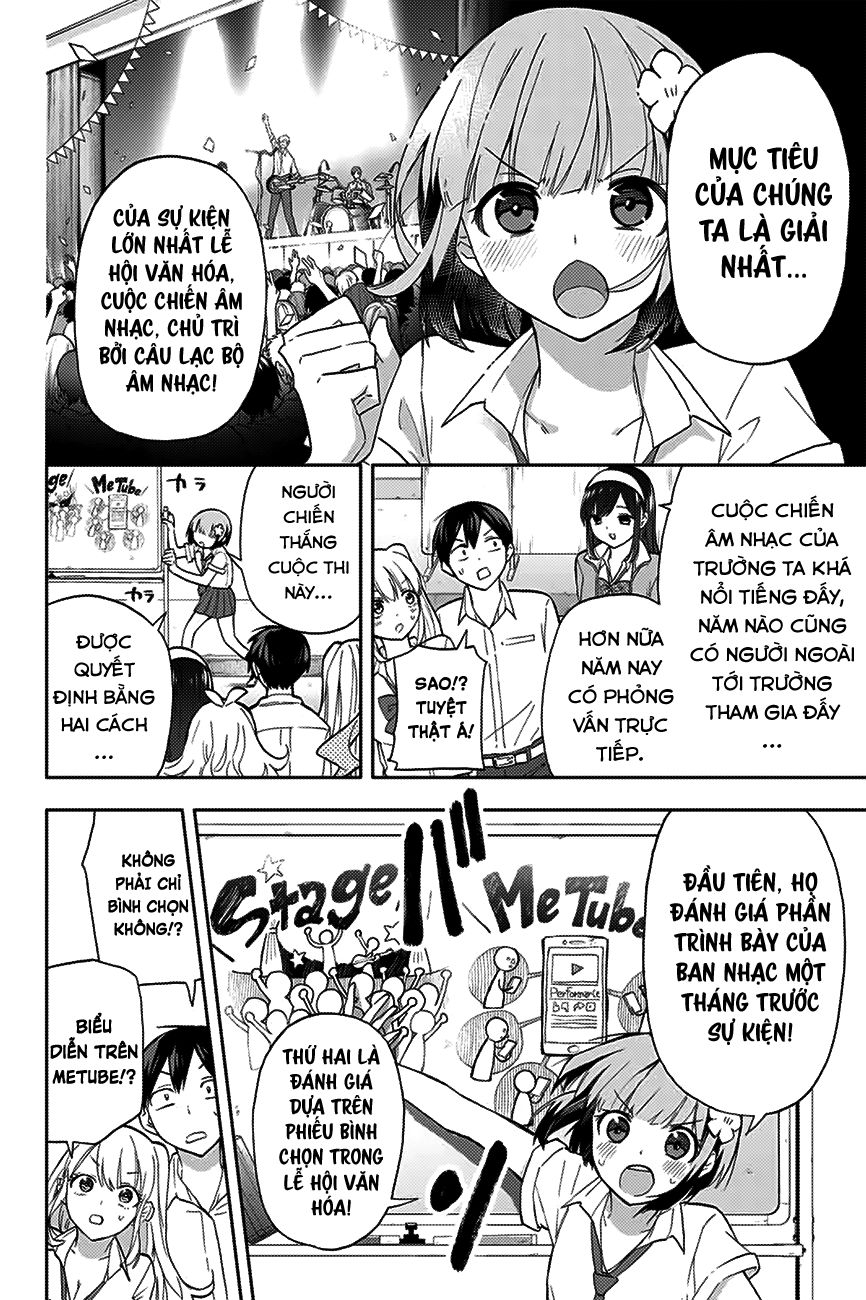 MỤC TIÊU
CỦA CHÚNG
TA LÀ GIẢI
NHẤT...
CỦA SỰ KIỆN
LỚN NHẤT LỄ
HỘI VĂN HÓA,
CUỘC CHIẾN ÂM
NHẠC, CHỦ TRÌ
BỞI CÂU LẠC BỘ
ÂM NHẠC!
CUỘC CHIẾN
ÂM NHẠC CỦA
TRƯỜNG TA KHÁ
NỔI TIẾNG ĐẤY,
NĂM NÀO CŨNG
CÓ NGƯỜI NGOÀI
TỚI TRƯỜNG
THAM GIA ĐẤY
...
HƠN NỮA
NĂM NAY
CÓ PHỎNG
VẤN TRỰC
TIẾP.
SAO!?
TUYỆT
THẬT Á!
NGƯỜI
CHIẾN
THẮNG
CUỘC THI
NÀY...
ガラ
ガラ
MeTube
ĐƯỢC
QUYẾT
ĐỊNH BẰNG
HAI CÁCH
...
ĐẦU TIÊN, HỌ
ĐÁNH GIÁ PHẦN
TRÌNH BÀY CỦA
BAN NHẠC MỘT
THÁNG TRƯỚC
SỰ KIỆN!
バン
Stage
MeTube
THỨ HAI LÀ
ĐÁNH GIÁ
DỰA TRÊN
PHIẾU BÌNH
CHỌN TRONG
LỄ HỘI VĂN
HÓA!
KHÔNG
PHẢI CHỈ
BÌNH CHỌN
KHÔNG!?
BIỂU
DIỄN TRÊN
METUBE!?